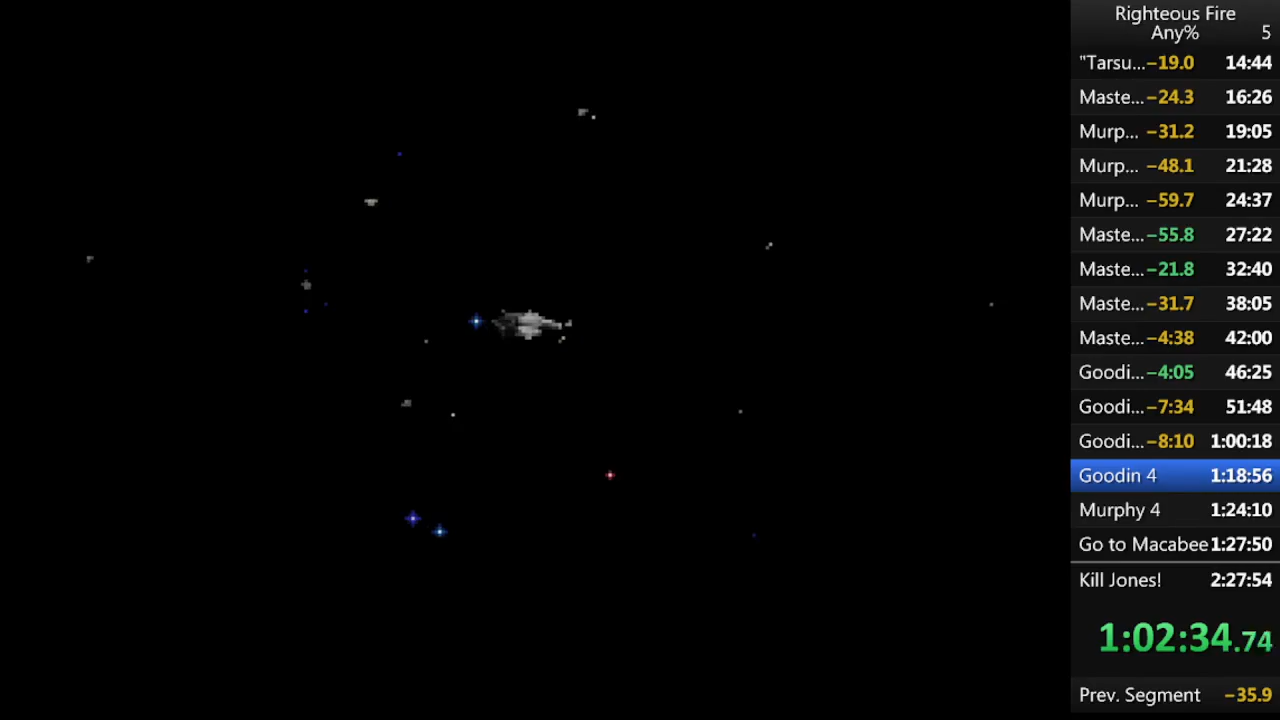 Righteous Fire
Any% 5
"Tarsu... −19.0 14:44
Maste... −24.3 16:26
Murp... −31.2 19:05
Murp... −48.1 21:28
Murp... −59.7 24:37
Maste... −55.8 27:22
Maste... −21.8 32:40
Maste... −31.7 38:05
Maste... −4:38 42:00
Goodi... −4:05 46:25
Goodi... −7:34 51:48
Goodi... −8:10 1:00:18
Goodin 4 1:18:56
Murphy 4 1:24:10
Go to Macabee 1:27:50
Kill Jones! 2:27:54
1:02:34.74
Prev. Segment −35.9